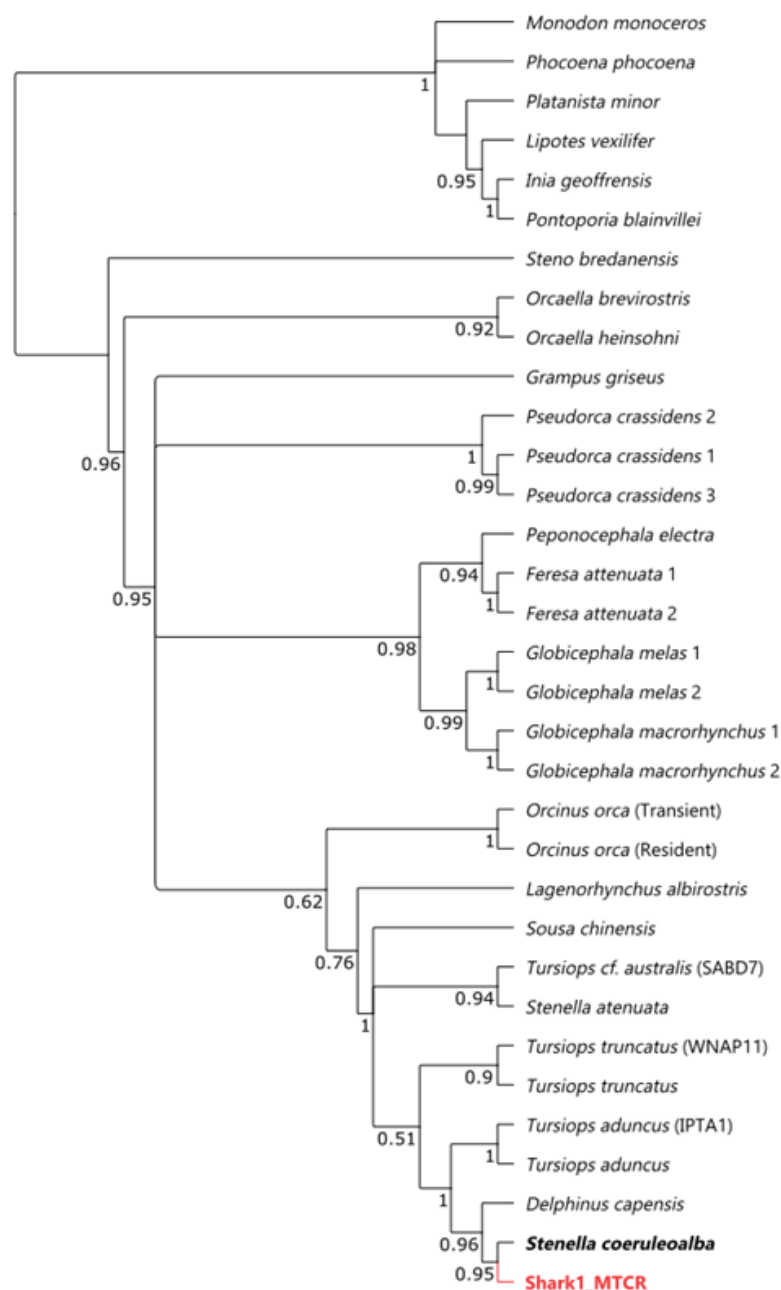 Monodon monoceros
Phocoena phocoena
1
Platanista minor
Lipotes vexilifer
0.95
Inia geoffrensis
1
Pontoporia blainvillei
Steno bredanensis
Orcaella brevirostris
0.92
Orcaella heinsohni
Grampus griseus
Pseudorca crassidens 2
1
Pseudorca crassidens 1
0.96
0.99
Pseudorca crassidens 3
Peponocephala electra
0.94
Feresa attenuata 1
0.95
1
Feresa attenuata 2
0.98
Globicephala melas 1
1
Globicephala melas 2
0.99
Globicephala macrorhynchus 1
1
Globicephala macrorhynchus 2
Orcinus orca (Transient)
1
Orcinus orca (Resident)
Lagenorhynchus albirostris
0.62
Sousa chinensis
0.76
Tursiops cf. australis (SABD7)
0.94
Stenella atenuata
1
Tursiops truncatus (WNAP11)
0.9
Tursiops truncatus
Tursiops aduncus (IPTA1)
0.51
1
Tursiops aduncus
1
Delphinus capensis
0.96
Stenella coeruleoalba
0.95
Shark1_MTCR